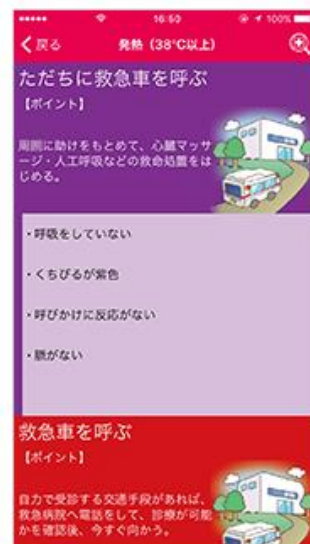 16:50
100%
戻る
発熱（38℃以上）
ただちに救急車を呼ぶ
【ポイント】
周囲に助けをもとめて、心臓マッサ
ージ・人工呼吸などの救命処置をは
じめる。
・呼吸をしていない
・くちびるが紫色
・呼びかけに反応がない
・脈がない
救急車を呼ぶ
【ポイント】
自力で受診する交通手段があれば、
救急病院へ電話をして、診療が可能
かを確認後、今すぐ向かう。